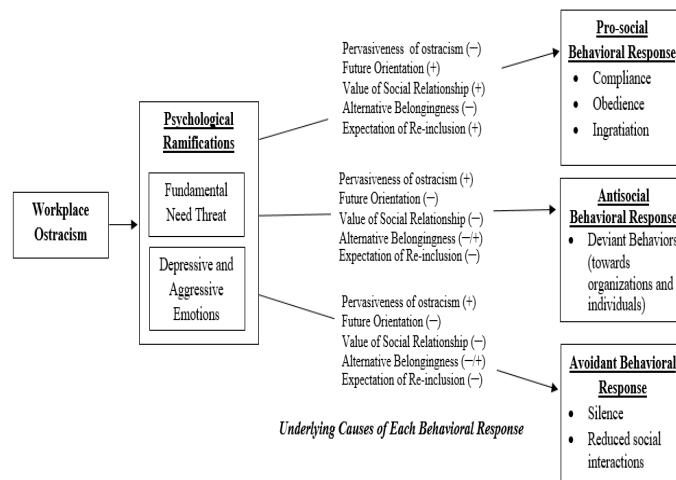 Workplace
Ostracism
Psychological
Ramifications
Fundamental
Need Threat
Depressive and
Aggressive
Emotions
Pervasiveness of ostracism (—)
Future Orientation (+)
Value of Social Relationship (+)
Alternative Belongingness (—)
Expectation of Re-inclusion (+)
Pervasiveness of ostracism (+)
Future Orientation (—)
Value of Social Relationship (—)
Alternative Belongingness (—/+)
Expectation of Re-inclusion (—)
Pervasiveness of ostracism (+)
Future Orientation (—)
Value of Social Relationship (—)
Alternative Belongingness (—/+)
Expectation of Re-inclusion (—)
Underlying Causes of Each Behavioral Response
Pro-social
Behavioral Response
• Compliance
• Obedience
• Ingratiation
Antisocial
Behavioral Response
• Deviant Behaviors
(towards
organizations and
individuals)
Avoidant Behavioral
Response
• Silence
• Reduced social
interactions